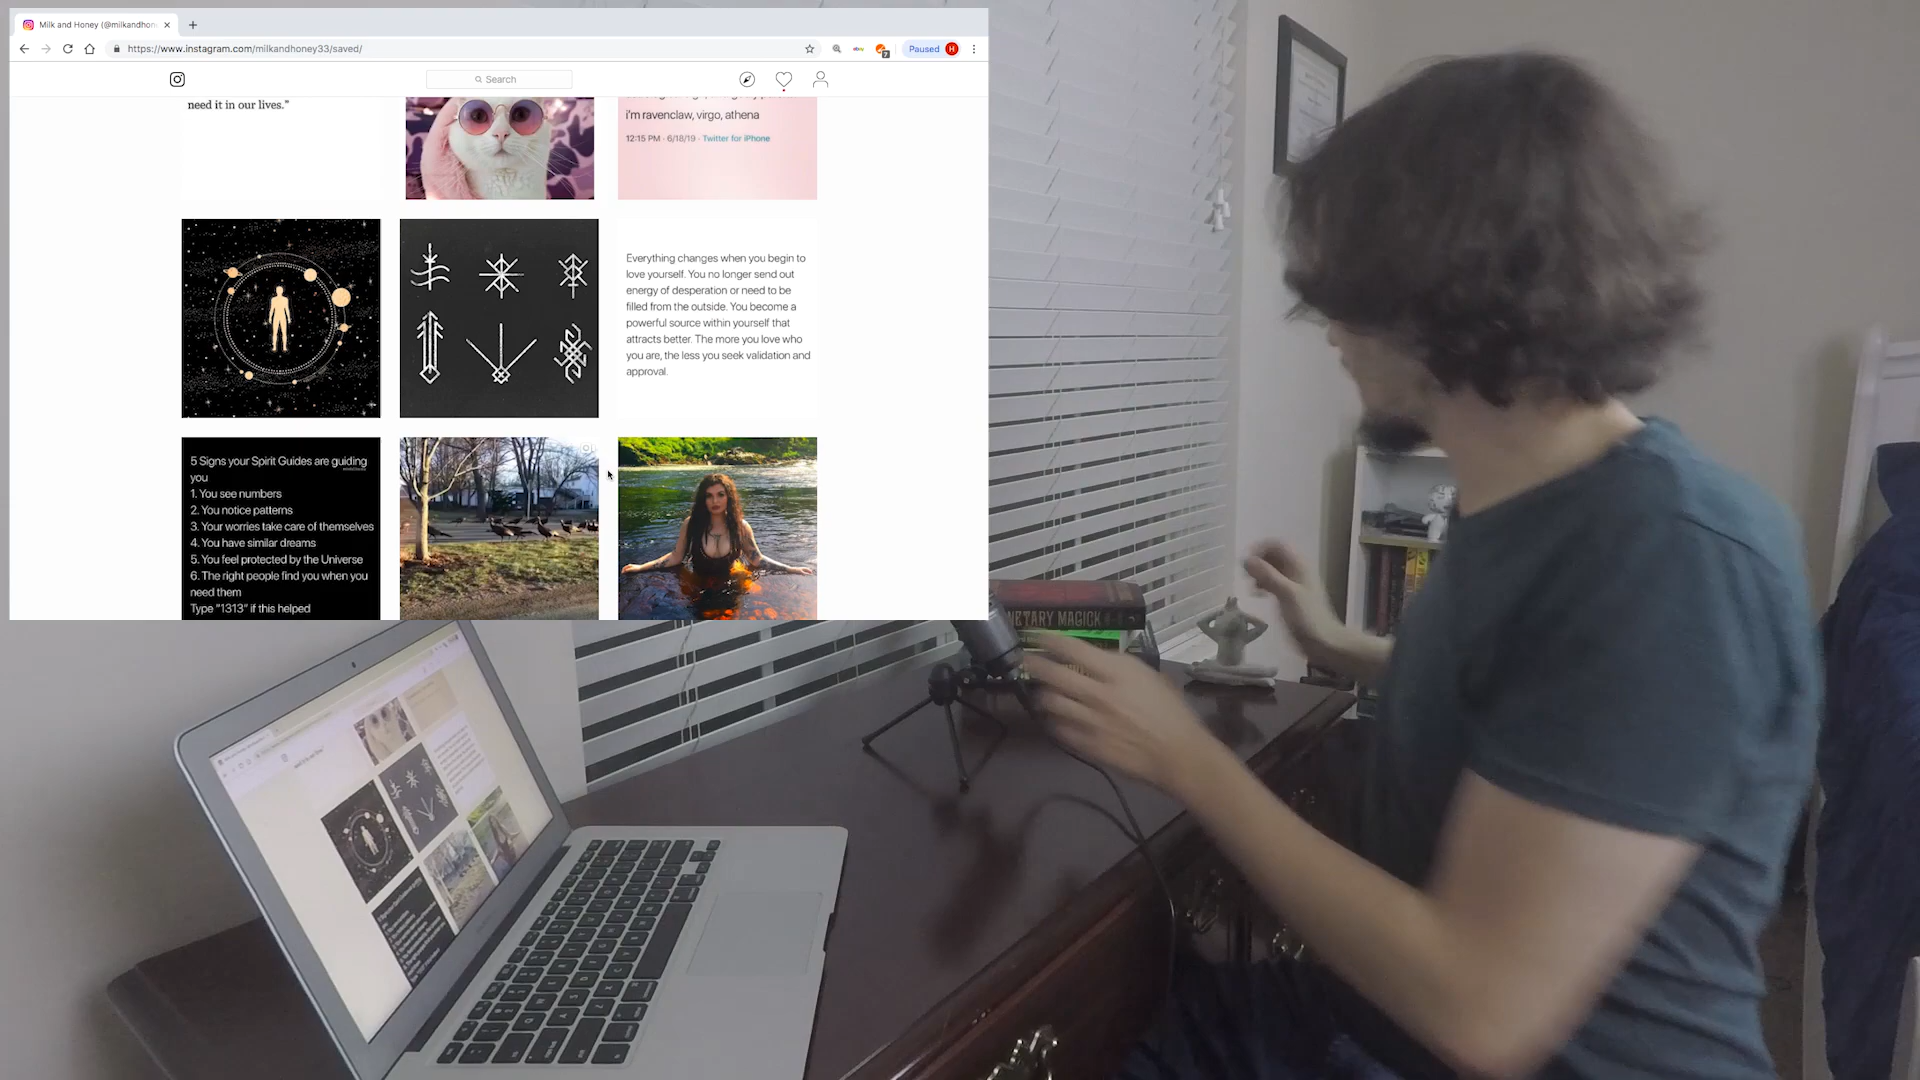 Milk and Honey (@milkandhon
https://www.instagram.com/milkandhoney33/saved/
Paused
H
7
Search
need it in our lives."
i'm ravenclaw, virgo, athena
12:15 PM · 6/18/19 · Twitter for iPhone
Everything changes when you begin to
love yourself. You no longer send out
energy of desperation or need to be
filled from the outside. You become a
powerful source within yourself that
attracts better. The more you love who
you are, the less you seek validation and
approval.
5 Signs your Spirit Guides are guiding
you
1. You see numbers
2. You notice patterns
3. Your worries take care of themselves
4. You have similar dreams
5. You feel protected by the Universe
6. The right people find you when you
need them
Type "1313" if this helped
NETARY MAGICK